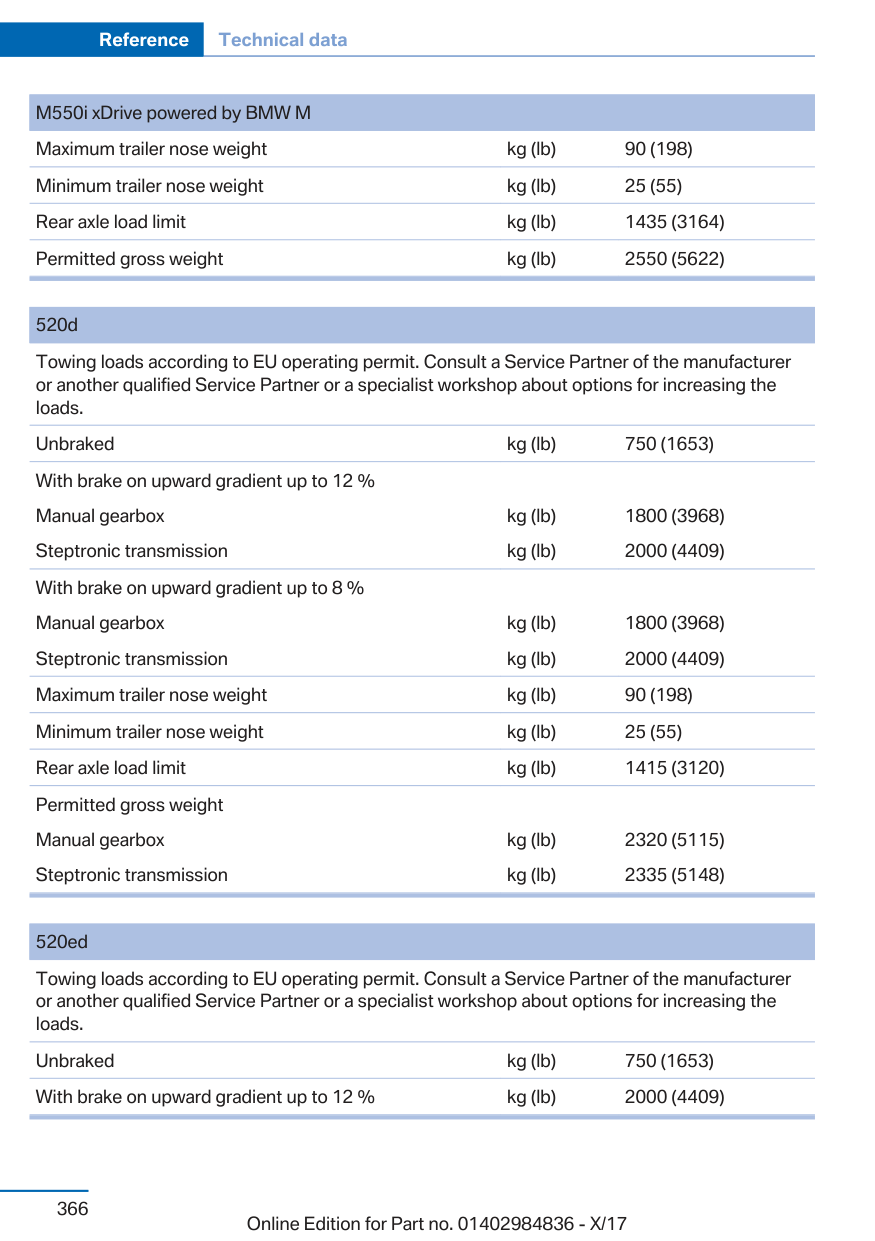 Reference Technical data
M550i xDrive powered by BMW M
Maximum trailer nose weight kg (lb) 90 (198)
Minimum trailer nose weight kg (lb) 25 (55)
Rear axle load limit kg (lb) 1435 (3164)
Permitted gross weight kg (lb) 2550 (5622)
520d
Towing loads according to EU operating permit. Consult a Service Partner of the manufacturer
or another qualified Service Partner or a specialist workshop about options for increasing the
loads.
Unbraked kg (lb) 750 (1653)
With brake on upward gradient up to 12 %
Manual gearbox kg (lb) 1800 (3968)
Steptronic transmission kg (lb) 2000 (4409)
With brake on upward gradient up to 8 %
Manual gearbox kg (lb) 1800 (3968)
Steptronic transmission kg (lb) 2000 (4409)
Maximum trailer nose weight kg (lb) 90 (198)
Minimum trailer nose weight kg (lb) 25 (55)
Rear axle load limit kg (lb) 1415 (3120)
Permitted gross weight
Manual gearbox kg (lb) 2320 (5115)
Steptronic transmission kg (lb) 2335 (5148)
520ed
Towing loads according to EU operating permit. Consult a Service Partner of the manufacturer
or another qualified Service Partner or a specialist workshop about options for increasing the
loads.
Unbraked kg (lb) 750 (1653)
With brake on upward gradient up to 12 % kg (lb) 2000 (4409)
366
Online Edition for Part no. 01402984836 - X/17